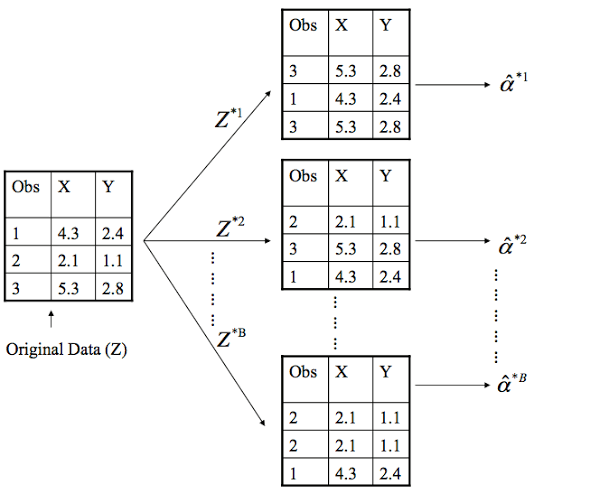 Obs X Y
3 5.3 2.8
1 4.3 2.4
3 5.3 2.8
α̂*1
Z*1
Obs X Y
1 4.3 2.4
2 2.1 1.1
3 5.3 2.8
Original Data (Z)
Z*2
Obs X Y
2 2.1 1.1
3 5.3 2.8
1 4.3 2.4
α̂*2
Z*B
Obs X Y
2 2.1 1.1
2 2.1 1.1
1 4.3 2.4
α̂*B